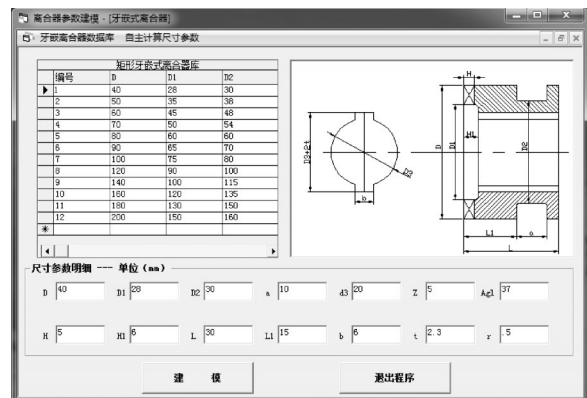 离合器参数建模 - [牙嵌式离合器]
牙嵌离合器数据库 自主计算尺寸参数
矩形牙嵌式离合器库
编号 D D1 D2
1 40 28 30
2 50 35 38
3 60 45 48
4 70 50 54
5 80 60 60
6 90 65 70
7 100 75 80
8 120 90 100
9 140 100 115
10 160 120 135
11 180 130 150
12 200 150 160
D3+2t
D3
b
H
D
D1
H1
D2
L1
a
L
尺寸参数明细 --- 单位（mm）
D 40 D1 28 D2 30 a 10 d3 20 Z 5 Agl 37
H 5 H1 6 L 30 L1 15 b 6 t 2.3 r .5
建 模 退出程序